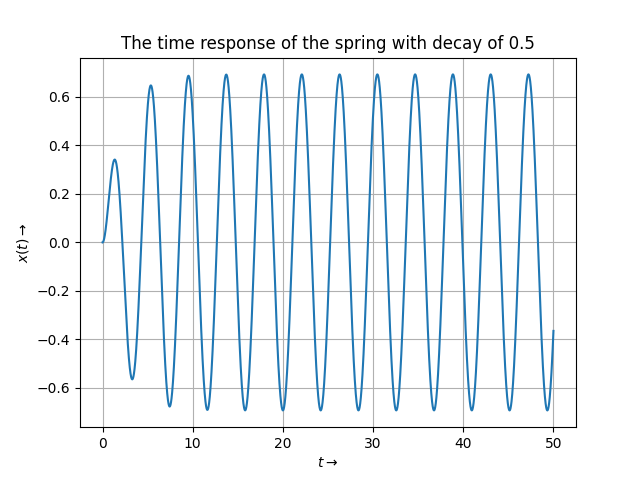 The time response of the spring with decay of 0.5
x(t) →
0.6
0.4
0.2
0.0
−0.2
−0.4
−0.6
0 10 20 30 40 50
t →